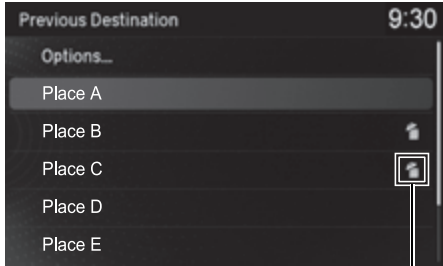 Previous Destination 9:30
Options...
Place A
Place B
Place C
Place D
Place E